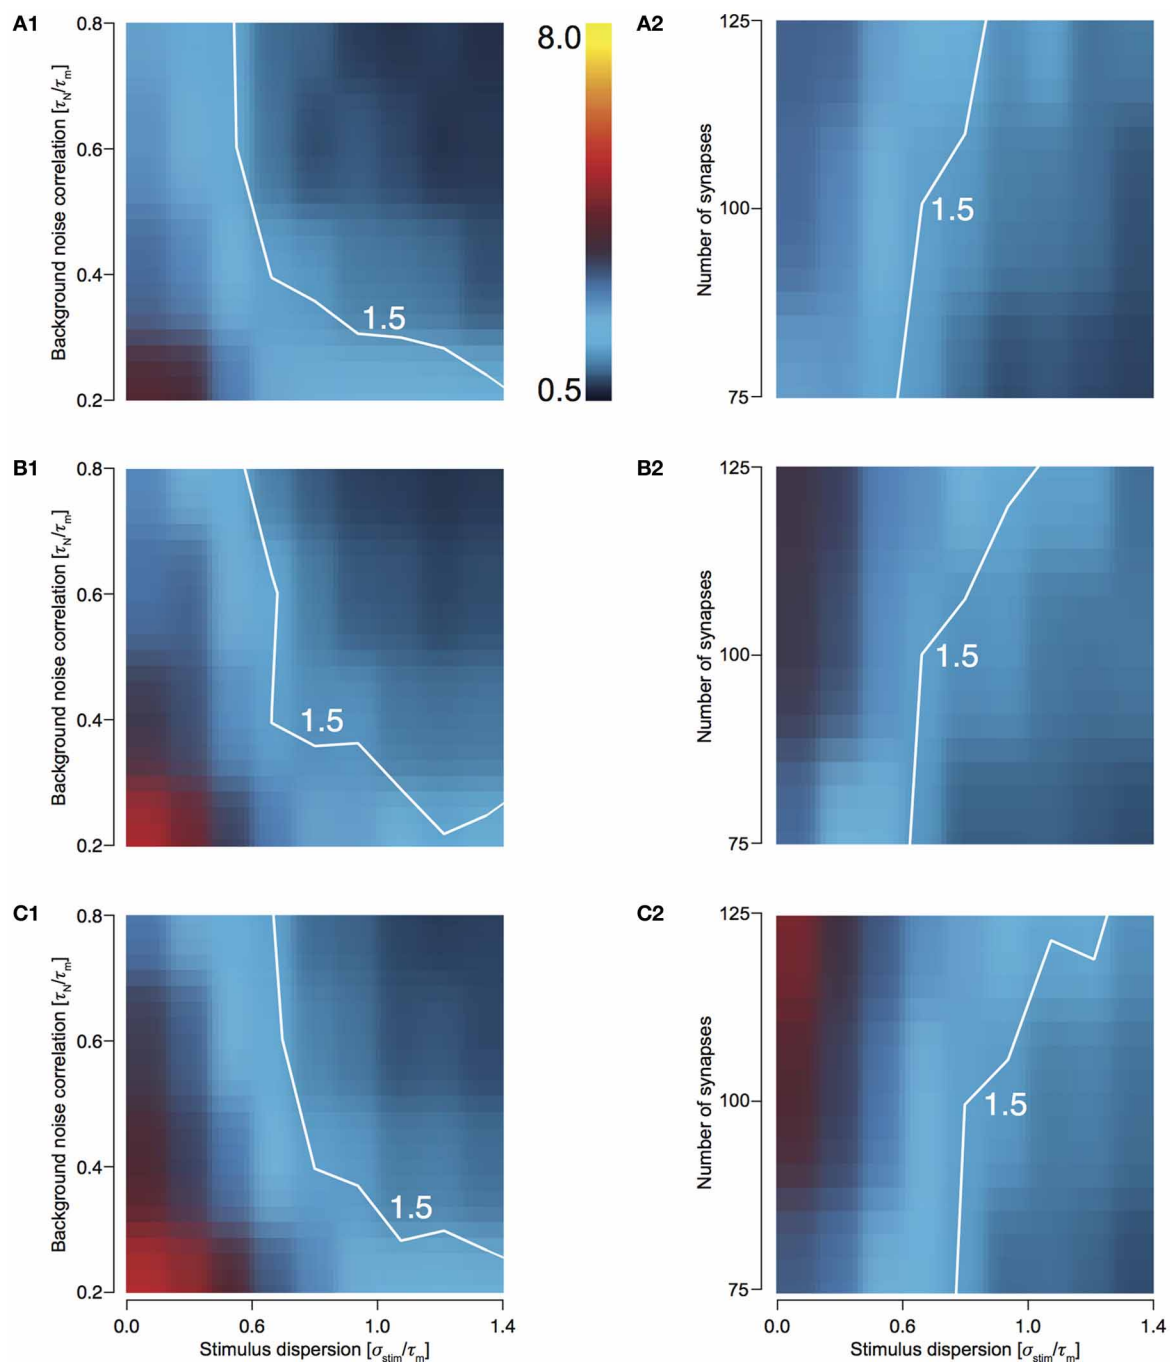 A1
0.8
0.6
0.4
0.2
Background noise correlation [τN/τm]
1.5
8.0
0.5
A2
125
100
75
Number of synapses
1.5
B1
0.8
0.6
0.4
0.2
Background noise correlation [τN/τm]
1.5
B2
125
100
75
Number of synapses
1.5
C1
0.8
0.6
0.4
0.2
Background noise correlation [τN/τm]
1.5
0.0 0.6 1.0 1.4
Stimulus dispersion [σstim/τm]
C2
125
100
75
Number of synapses
1.5
0.0 0.6 1.0 1.4
Stimulus dispersion [σstim/τm]